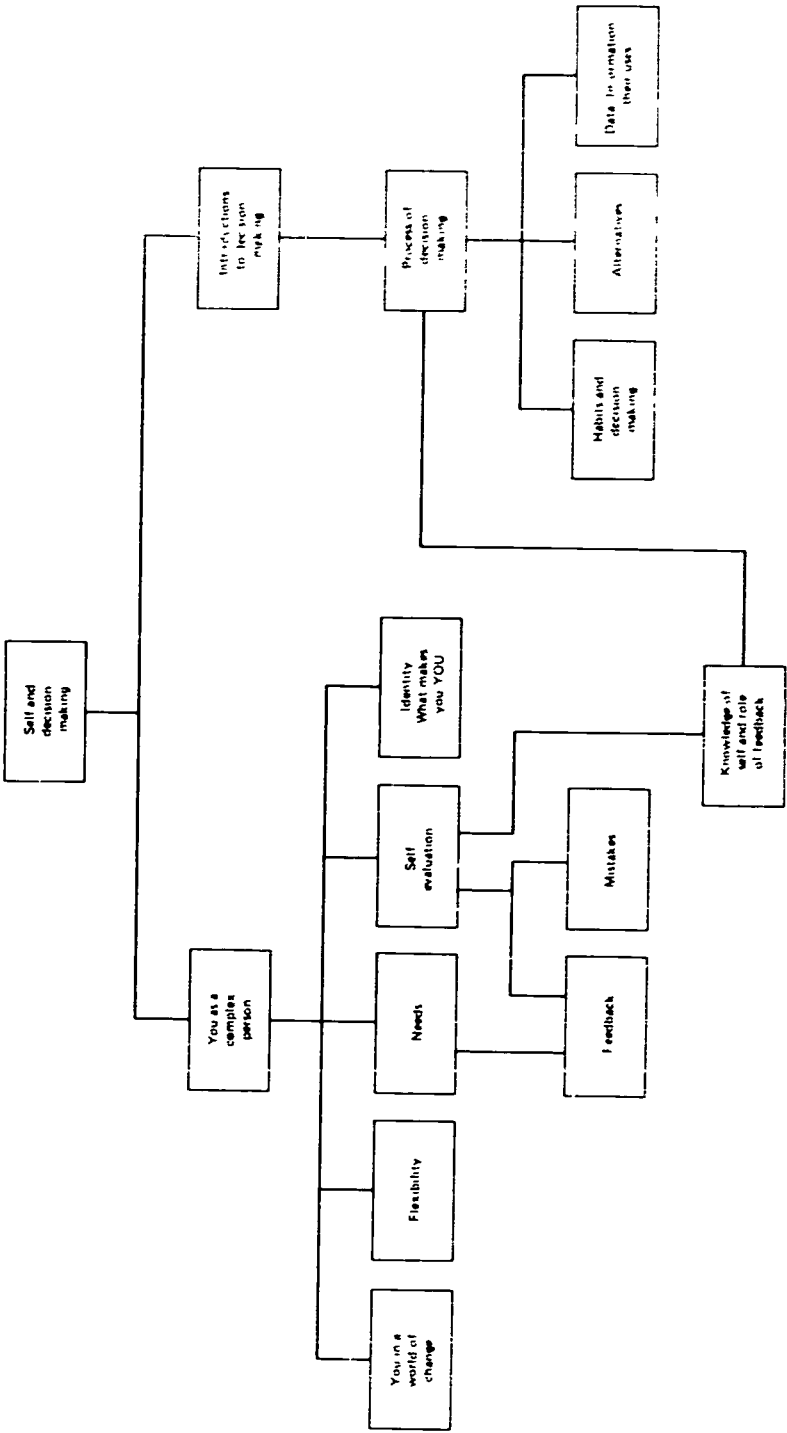 Self and
decision
making
You as a
complex
person
Introductions
to decision
making
You in a
world of
change
Flexibility
Needs
Self
evaluation
Identity
What makes
you YOU
Process of
decision
making
Feedback
Mistakes
Habits and
decision
making
Alternatives
Data
their uses
Knowledge of
self and role
of feedback